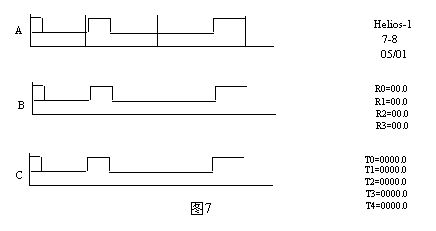 A
Helios-1
7-8
05/01
B
R0=00.0
R1=00.0
R2=00.0
R3=00.0
C
T0=0000.0
T1=0000.0
T2=0000.0
T3=0000.0
T4=0000.0
图7